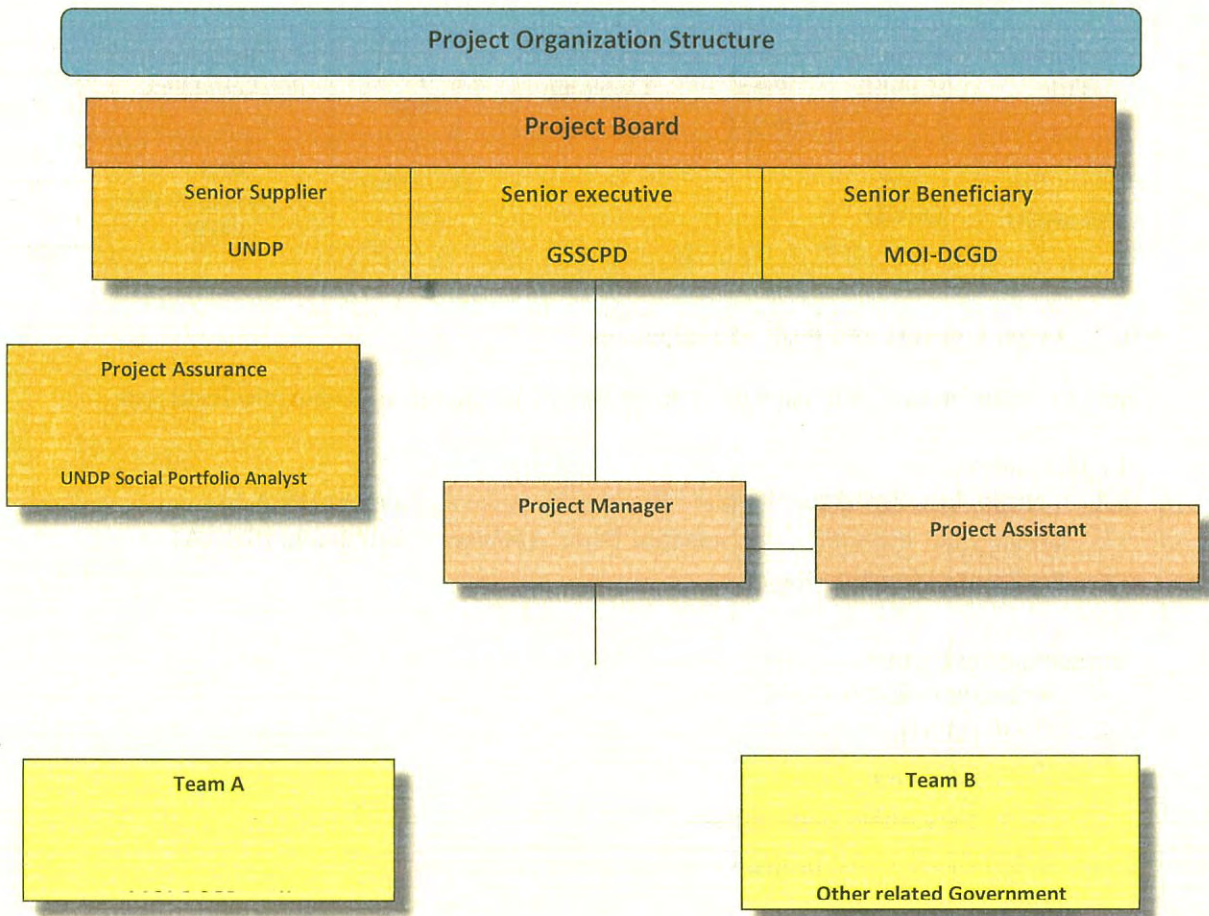 Project Organization Structure
Project Board
Senior Supplier
UNDP
Senior executive
GSSCPD
Senior Beneficiary
MOI-DCGD
Project Assurance
UNDP Social Portfolio Analyst
Project Manager
Project Assistant
Team A
Team B
Other related Government